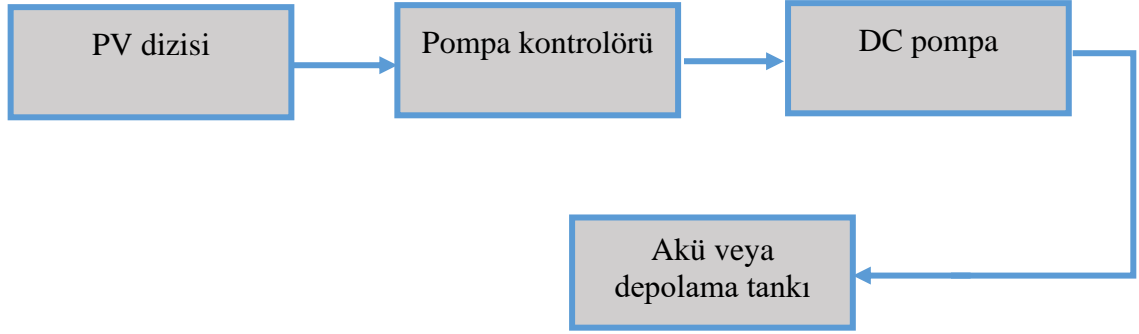 PV dizisi
Pompa kontrolörü
DC pompa
Akü veya
depolama tankı